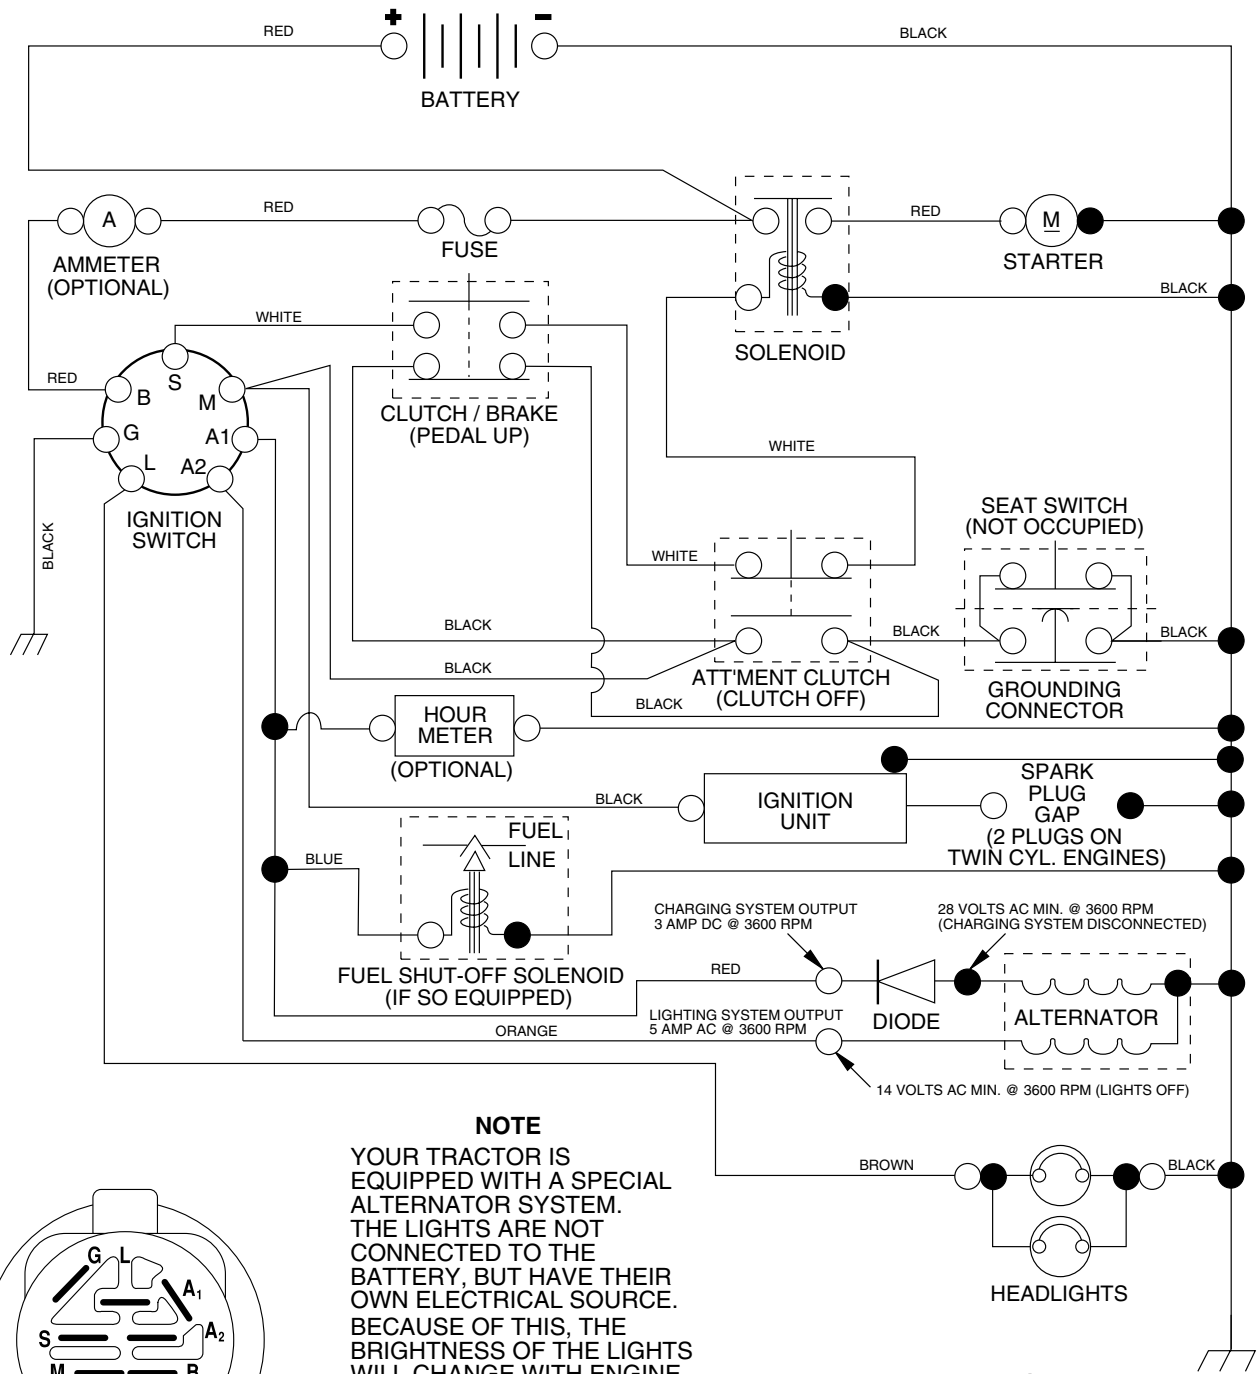 +
-
RED
BLACK
BATTERY
A
RED
RED
M
AMMETER
(OPTIONAL)
FUSE
STARTER
WHITE
BLACK
SOLENOID
RED
S
B
M
CLUTCH / BRAKE
(PEDAL UP)
G
A1
L
A2
WHITE
IGNITION
SWITCH
BLACK
SEAT SWITCH
(NOT OCCUPIED)
WHITE
BLACK
BLACK
BLACK
BLACK
ATT'MENT CLUTCH
(CLUTCH OFF)
GROUNDING
CONNECTOR
BLACK
HOUR
METER
(OPTIONAL)
BLACK
IGNITION
UNIT
SPARK
PLUG
GAP
(2 PLUGS ON
TWIN CYL. ENGINES)
FUEL
LINE
BLUE
CHARGING SYSTEM OUTPUT
3 AMP DC @ 3600 RPM
28 VOLTS AC MIN. @ 3600 RPM
(CHARGING SYSTEM DISCONNECTED)
FUEL SHUT-OFF SOLENOID
(IF SO EQUIPPED)
RED
DIODE
ALTERNATOR
ORANGE
LIGHTING SYSTEM OUTPUT
5 AMP AC @ 3600 RPM
14 VOLTS AC MIN. @ 3600 RPM (LIGHTS OFF)
NOTE
YOUR TRACTOR IS
EQUIPPED WITH A SPECIAL
ALTERNATOR SYSTEM.
THE LIGHTS ARE NOT
CONNECTED TO THE
BATTERY, BUT HAVE THEIR
OWN ELECTRICAL SOURCE.
BECAUSE OF THIS, THE
BRIGHTNESS OF THE LIGHTS
WILL CHANGE WITH ENGINE
BROWN
BLACK
HEADLIGHTS
G
L
A1
S
A2
M
B